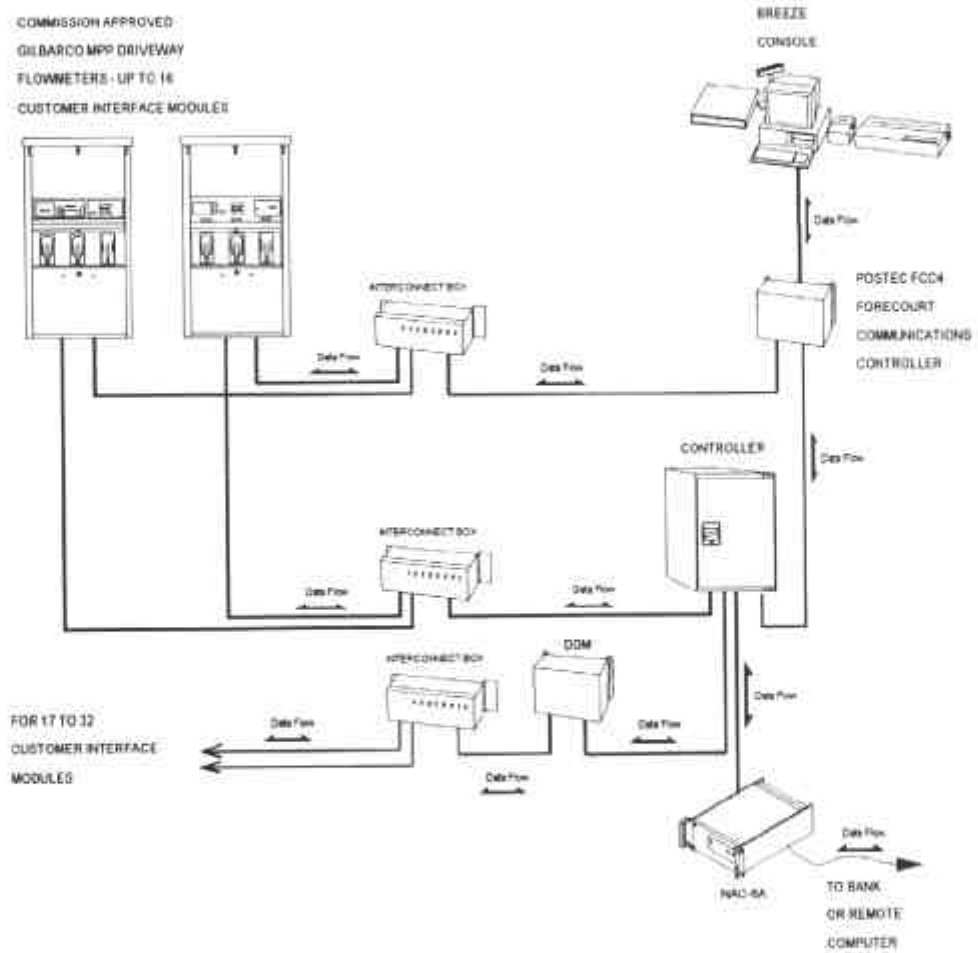 COMMISSION APPROVED
GILBARCO MPP DRIVEWAY
FLOWMETERS - UP TO 16
CUSTOMER INTERFACE MODULES
BREEZE
CONSOLE
Data Flow
POSTEC FCC4
FORECOURT
COMMUNICATIONS
CONTROLLER
INTERCONNECT BOX
Data Flow
Data Flow
CONTROLLER
Data Flow
INTERCONNECT BOX
Data Flow
Data Flow
INTERCONNECT BOX
DDM
Data Flow
FOR 17 TO 32
CUSTOMER INTERFACE
MODULES
Data Flow
Data Flow
Data Flow
NAC-6A
Data Flow
TO BANK
OR REMOTE
COMPUTER